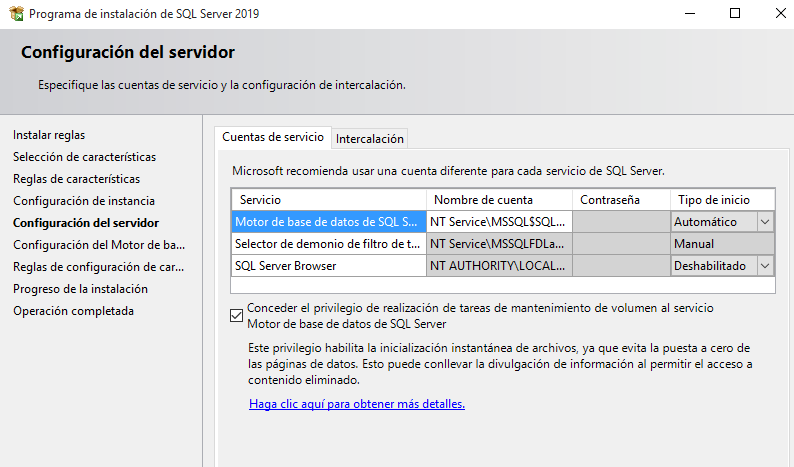 Programa de instalación de SQL Server 2019
Configuración del servidor
Especifique las cuentas de servicio y la configuración de intercalación.
Instalar reglas
Selección de características
Reglas de características
Configuración de instancia
Configuración del servidor
Configuración del Motor de ba...
Reglas de configuración de car...
Progreso de la instalación
Operación completada
Cuentas de servicio Intercalación
Microsoft recomienda usar una cuenta diferente para cada servicio de SQL Server.
Servicio Nombre de cuenta Contraseña Tipo de inicio
Motor de base de datos de SQL S... NT Service\MSSQL$SQL... Automático
Selector de demonio de filtro de t... NT Service\MSSQLFDLa... Manual
SQL Server Browser NT AUTHORITY\LOCAL... Deshabilitado
Conceder el privilegio de realización de tareas de mantenimiento de volumen al servicio
Motor de base de datos de SQL Server
Este privilegio habilita la inicialización instantánea de archivos, ya que evita la puesta a cero de
las páginas de datos. Esto puede conllevar la divulgación de información al permitir el acceso a
contenido eliminado.
Haga clic aquí para obtener más detalles.